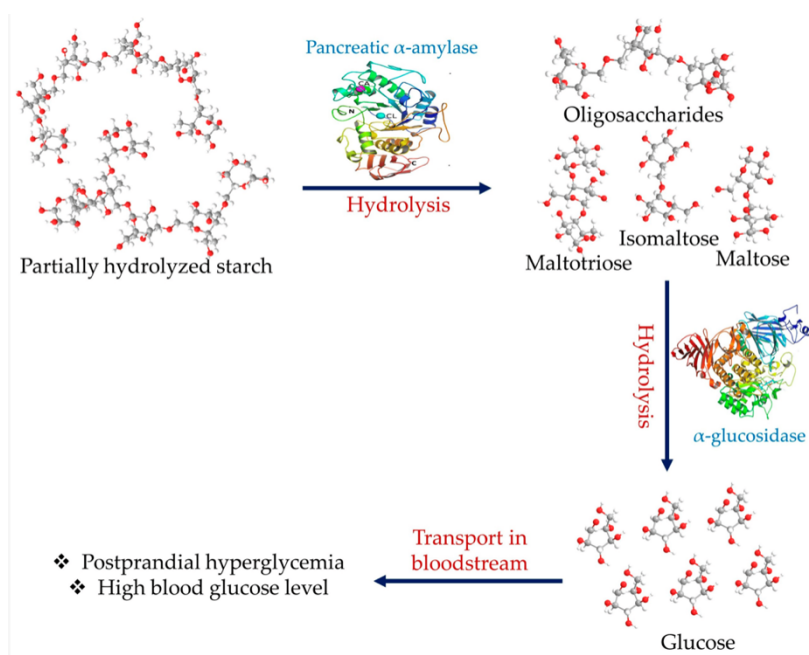 Pancreatic α-amylase
N
CL
C
Hydrolysis
Partially hydrolyzed starch
Oligosaccharides
Maltotriose
Isomaltose
Maltose
Hydrolysis
α-glucosidase
Glucose
Transport in
bloodstream
❖ Postprandial hyperglycemia
❖ High blood glucose level